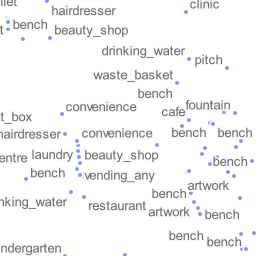 llet
hairdresser
clinic
t
bench
beauty_shop
drinking_water
pitch
waste_basket
bench
convenience
cafe
fountain
t_box
hairdresser
convenience
bench
bench
entre
laundry
beauty_shop
bench
bench
vending_any
artwork
nking_water
bench
restaurant
artwork
bench
bench
bench
ndergarten